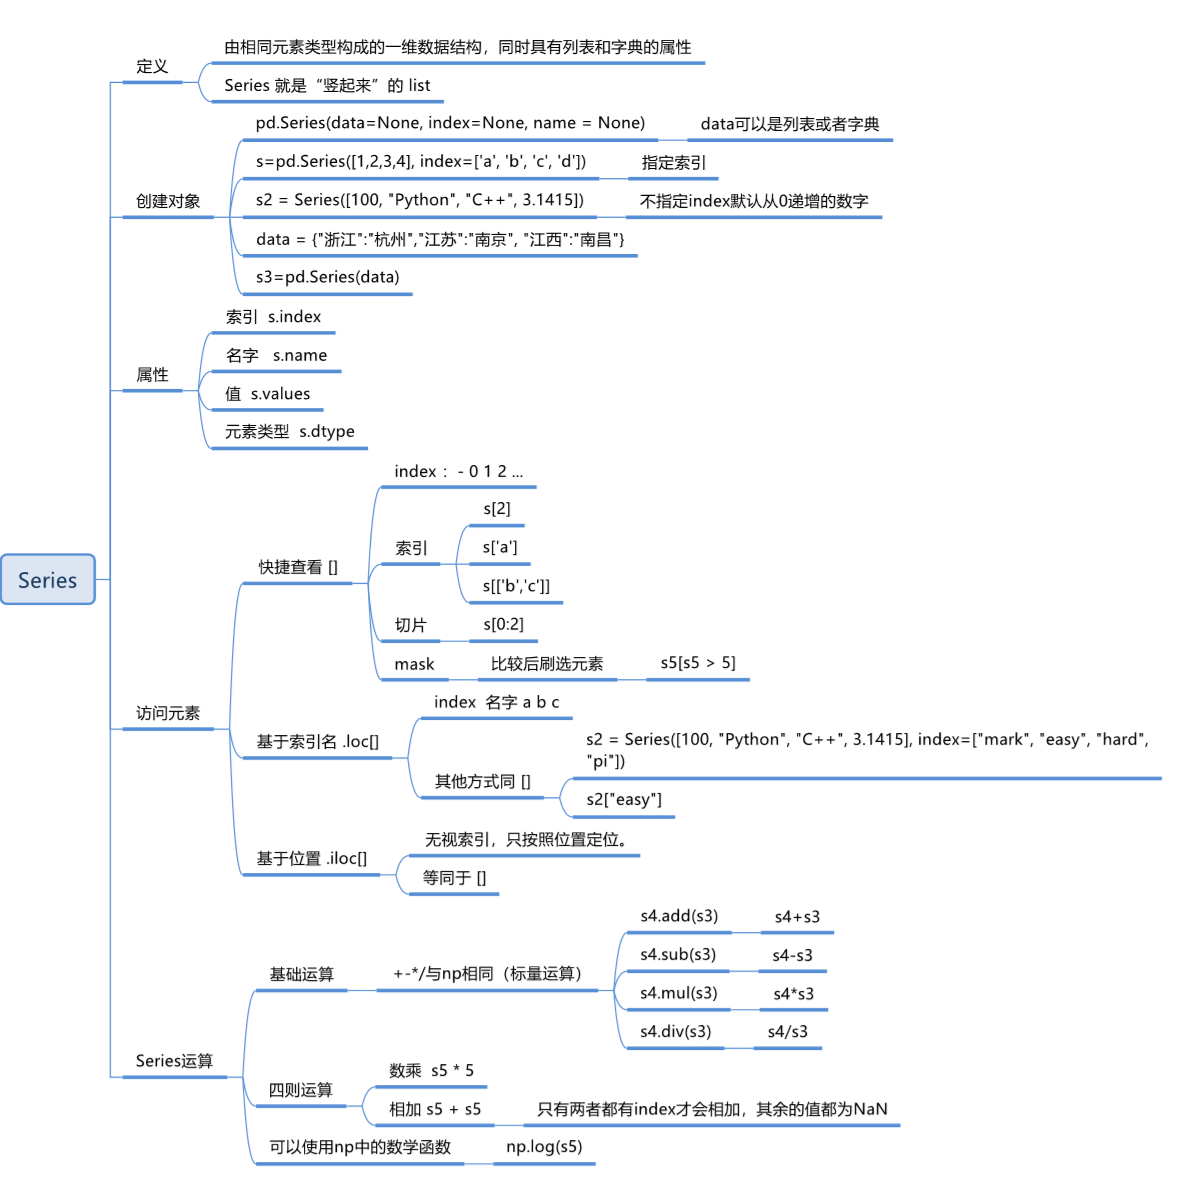 Series
定义
由相同元素类型构成的一维数据结构，同时具有列表和字典的属性
Series 就是“竖起来”的 list
创建对象
pd.Series(data=None, index=None, name = None)
data可以是列表或者字典
s=pd.Series([1,2,3,4], index=['a', 'b', 'c', 'd'])
指定索引
s2 = Series([100, "Python", "C++", 3.1415])
不指定index默认从0递增的数字
data = {"浙江":"杭州","江苏":"南京", "江西":"南昌"}
s3=pd.Series(data)
属性
索引 s.index
名字 s.name
值 s.values
元素类型 s.dtype
访问元素
快捷查看 []
index ：- 0 1 2 ...
索引
s[2]
s['a']
s[['b','c']]
切片
s[0:2]
mask
比较后刷选元素
s5[s5 > 5]
基于索引名 .loc[]
index 名字 a b c
其他方式同 []
s2 = Series([100, "Python", "C++", 3.1415], index=["mark", "easy", "hard",
"pi"])
s2["easy"]
基于位置 .iloc[]
无视索引，只按照位置定位。
等同于 []
Series运算
基础运算
+-*/与np相同（标量运算）
s4.add(s3)
s4+s3
s4.sub(s3)
s4-s3
s4.mul(s3)
s4*s3
s4.div(s3)
s4/s3
四则运算
数乘 s5 * 5
相加 s5 + s5
只有两者都有index才会相加，其余的值都为NaN
可以使用np中的数学函数
np.log(s5)